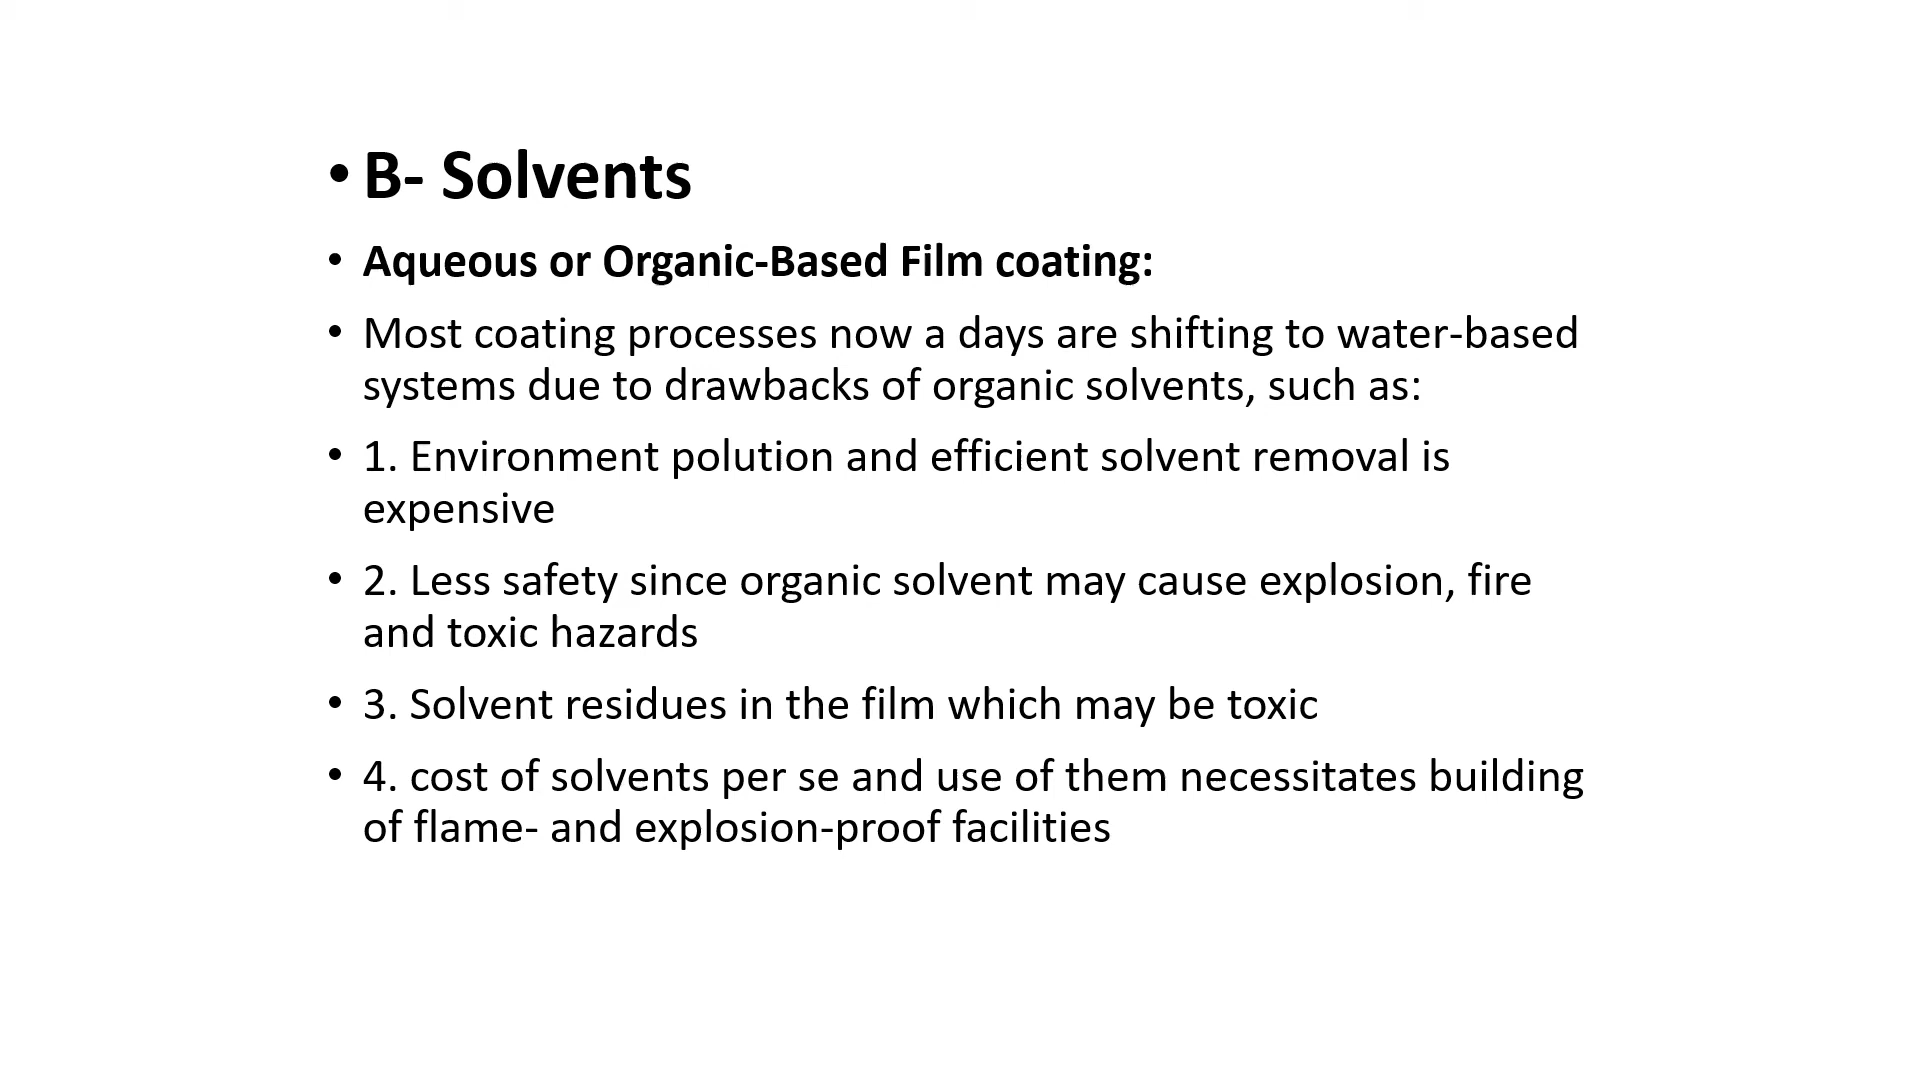 • B- Solvents
• Aqueous or Organic-Based Film coating:
• Most coating processes now a days are shifting to water-based
systems due to drawbacks of organic solvents, such as:
• 1. Environment polution and efficient solvent removal is
expensive
• 2. Less safety since organic solvent may cause explosion, fire
and toxic hazards
• 3. Solvent residues in the film which may be toxic
• 4. cost of solvents per se and use of them necessitates building
of flame- and explosion-proof facilities